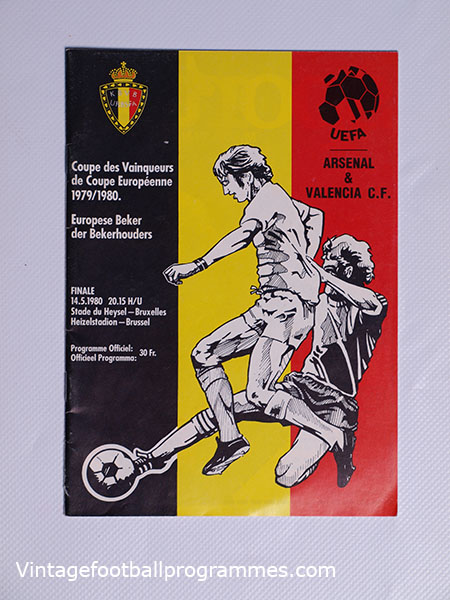 K B
UEFA
ARSENAL
&
VALENCIA C.F.
Coupe des Vainqueurs
de Coupe Européenne
1979/1980.
Europese Beker
der Bekerhouders
FINALE
14.5.1980 20.15 H/U
Stade du Heysel – Bruxelles
Heizelstadion – Brussel
Programme Officiel: 30 Fr.
Officieel Programma:
Vintagefootballprogrammes.com